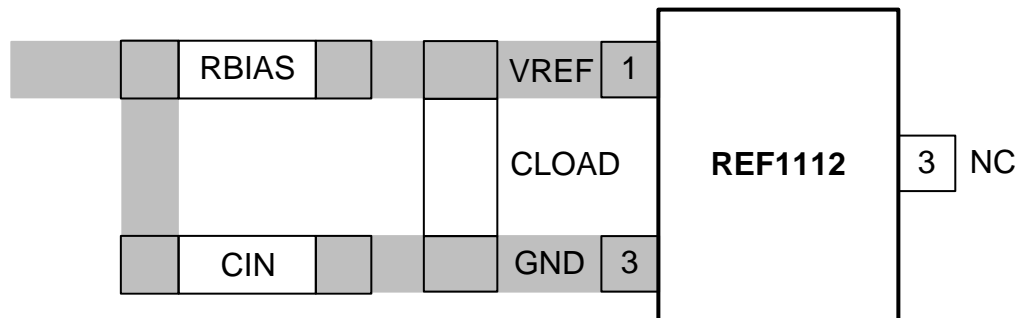 RBIAS VREF 1
CLOAD REF1112 3 NC
CIN GND 3